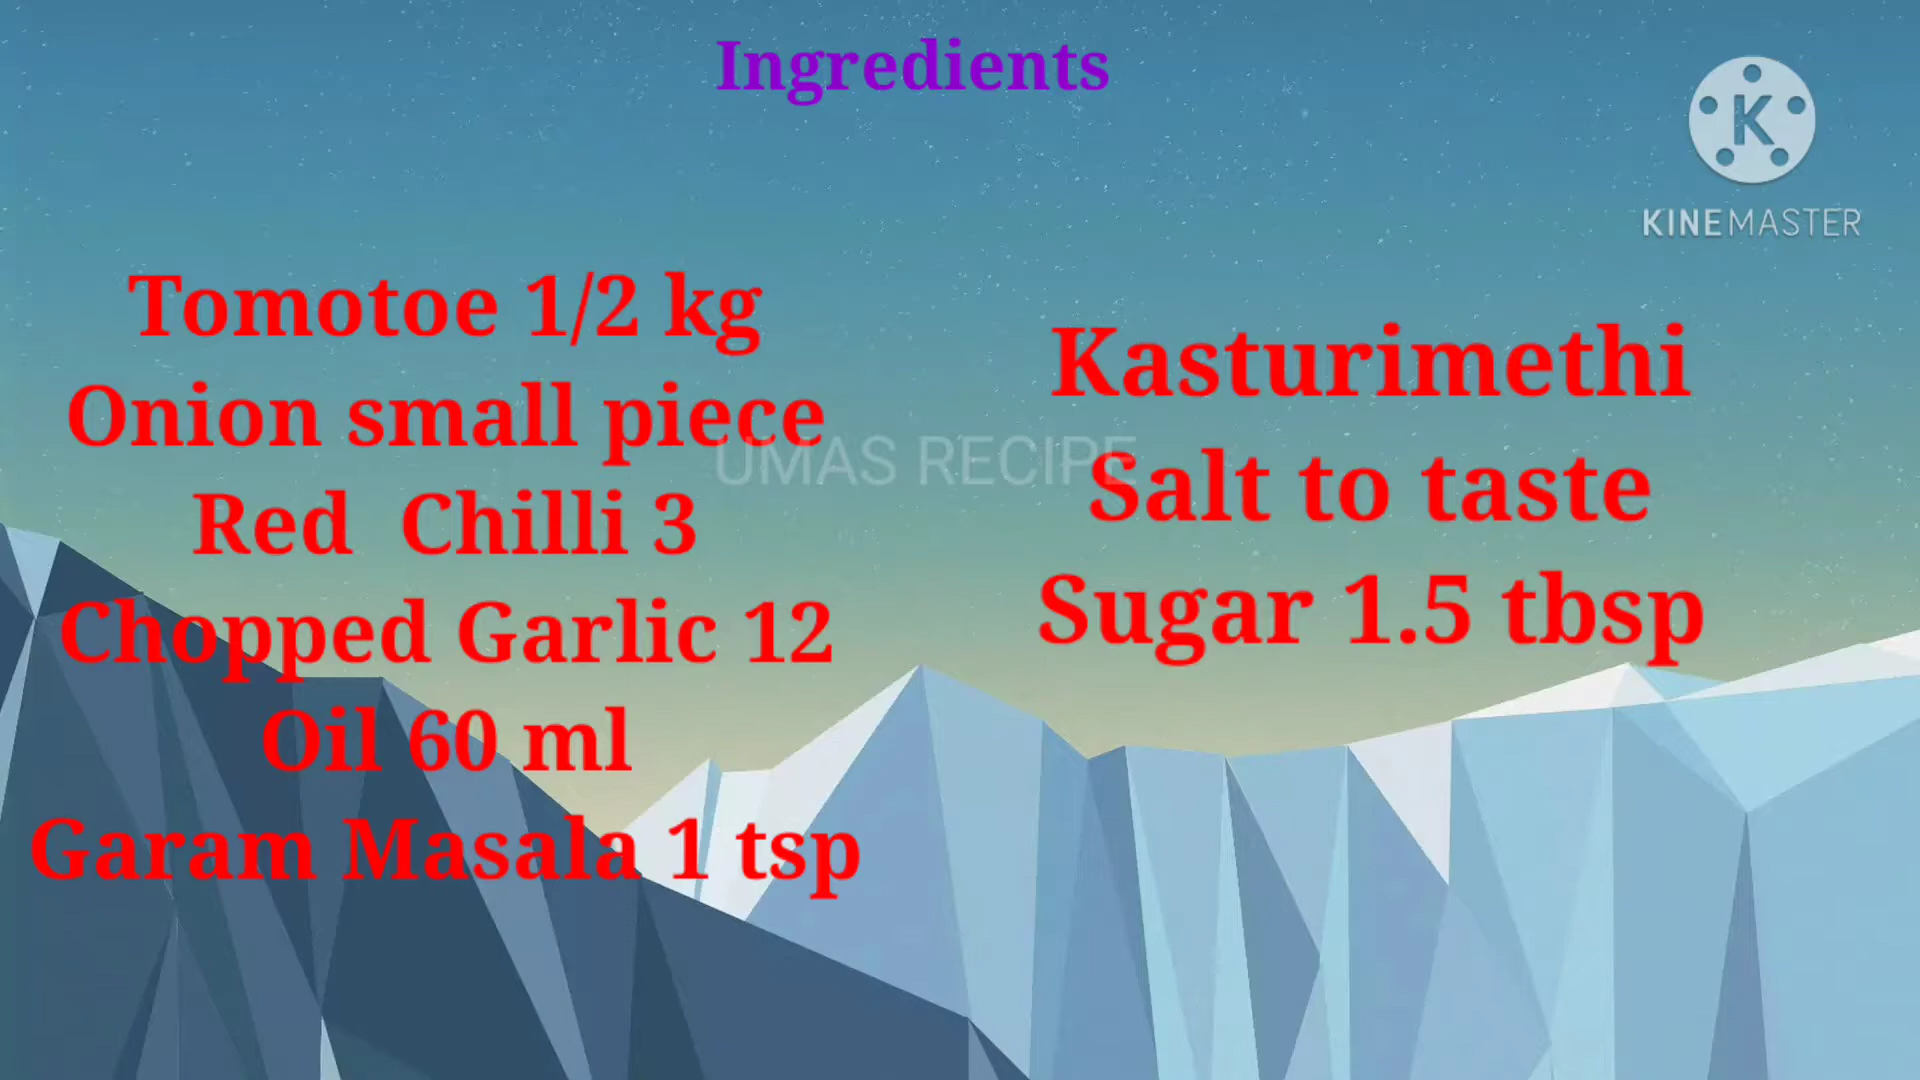 Ingredients
KINEMASTER
Tomotoe 1/2 kg
Onion small piece
Red Chilli 3
Chopped Garlic 12
Oil 60 ml
Garam Masala 1 tsp
UMAS RECIPE
Kasturimethi
Salt to taste
Sugar 1.5 tbsp